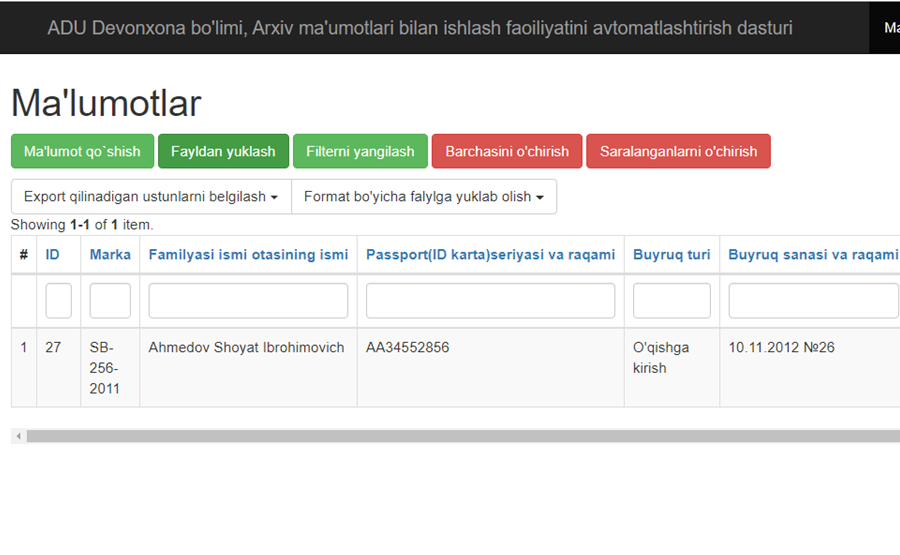 ADU Devonxona bo'limi, Arxiv ma'umotlari bilan ishlash faoiliyatini avtomatlashtirish dasturi
Ma'lumotlar
Ma'lumot qo`shish Fayldan yuklash Filterni yangilash Barchasini o'chirish Saralanganlarni o'chirish
Export qilinadigan ustunlarni belgilash Format bo'yicha falylga yuklab olish
Showing 1-1 of 1 item.
# ID Marka Familyasi ismi otasining ismi Passport(ID karta)seriyasi va raqami Buyruq turi Buyruq sanasi va raqami
1 27 SB-256-2011 Ahmedov Shoyat Ibrohimovich AA34552856 O'qishga kirish 10.11.2012 №26